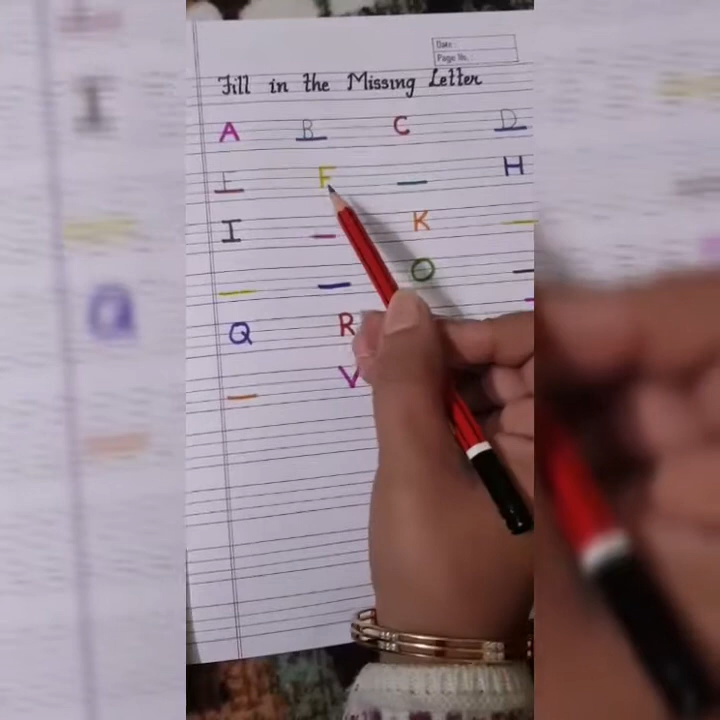 Date :
Page No.
Fill in the Missing Letter
A B C D
E F H
I K
O
Q R
V